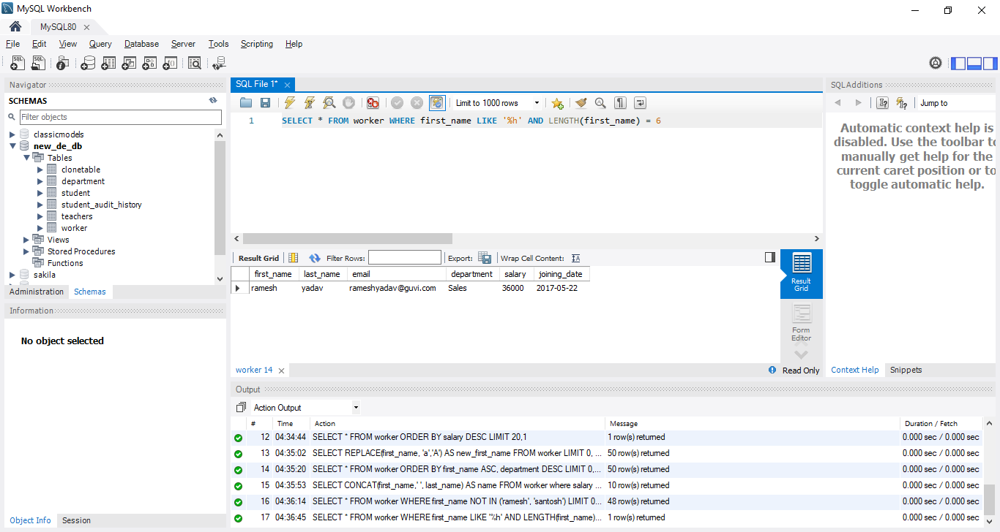 MySQL Workbench
MySQL80
File Edit View Query Database Server Tools Scripting Help
Navigator
SCHEMAS
Filter objects
classicmodels
new_de_db
Tables
clonetable
department
student
student_audit_history
teachers
worker
Views
Stored Procedures
Functions
sakila
Administration Schemas
Information
No object selected
Object Info Session
SQL File 1*
Limit to 1000 rows
1 SELECT * FROM worker WHERE first_name LIKE '%h' AND LENGTH(first_name) = 6
Result Grid Filter Rows: Export: Wrap Cell Content:
first_name last_name email department salary joining_date
ramesh yadav rameshyadav@guvi.com Sales 36000 2017-05-22
Result
Grid
Form
Editor
worker 14
Read Only
SQLAdditions
Jump to
Automatic context help is
disabled. Use the toolbar to
manually get help for the
current caret position or to
toggle automatic help.
Context Help Snippets
Output
Action Output
# Time Action Message Duration / Fetch
12 04:34:44 SELECT * FROM worker ORDER BY salary DESC LIMIT 20,1 1 row(s) returned 0.000 sec / 0.000 sec
13 04:35:02 SELECT REPLACE(first_name, 'a','A') AS new_first_name FROM worker LIMIT 0, ... 50 row(s) returned 0.000 sec / 0.000 sec
14 04:35:20 SELECT * FROM worker ORDER BY first_name ASC, department DESC LIMIT 0,... 50 row(s) returned 0.000 sec / 0.000 sec
15 04:35:53 SELECT CONCAT(first_name,' ', last_name) AS name FROM worker where salary ... 10 row(s) returned 0.000 sec / 0.000 sec
16 04:36:14 SELECT * FROM worker WHERE first_name NOT IN ('ramesh', 'santosh') LIMIT 0... 48 row(s) returned 0.000 sec / 0.000 sec
17 04:36:45 SELECT * FROM worker WHERE first_name LIKE '%h' AND LENGTH(first_name)... 1 row(s) returned 0.000 sec / 0.000 sec